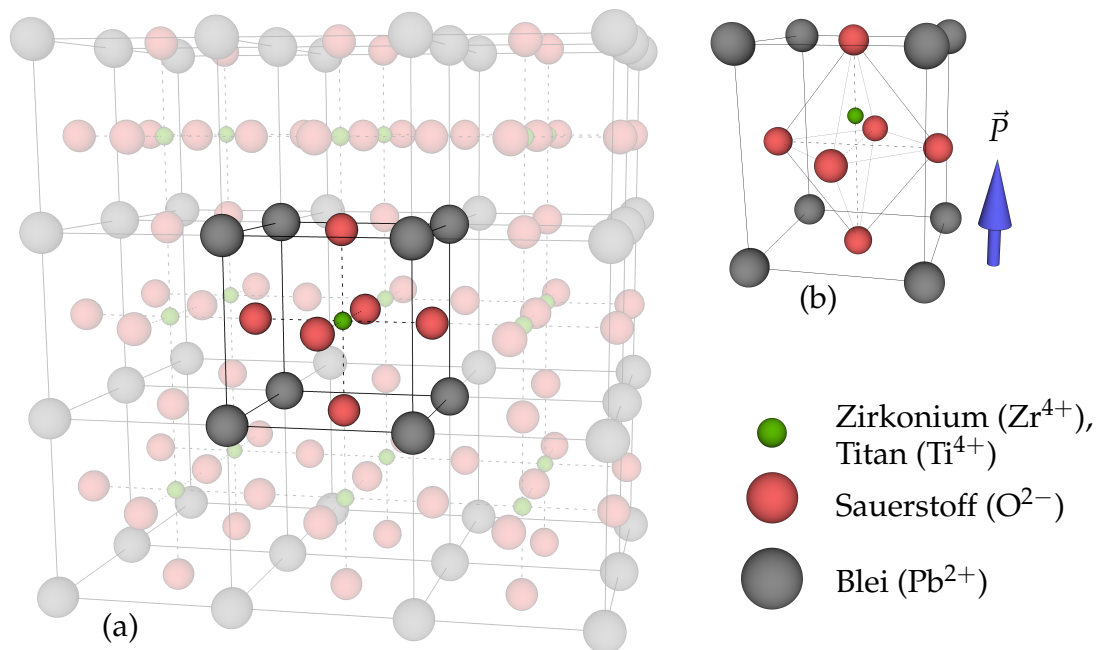 (a)
(b)
P⃗
Zirkonium (Zr⁴⁺),
Titan (Ti⁴⁺)
Sauerstoff (O²⁻)
Blei (Pb²⁺)